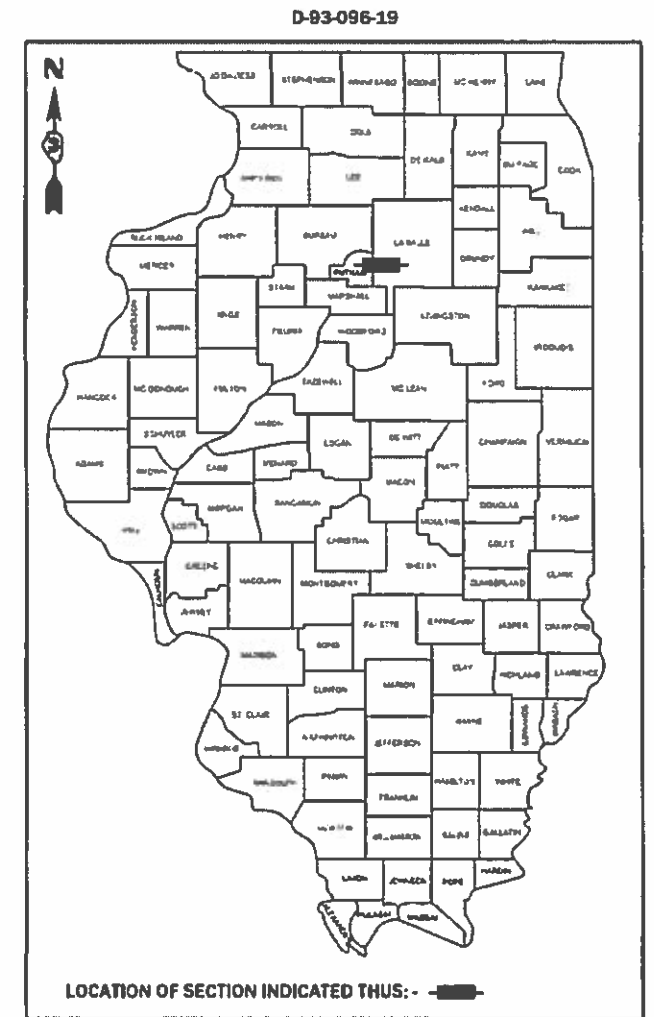 D-93-096-19
N
STEPHENSON
WINNEBAGO
BOONE
MC HENRY
LAKE
CARROLL
OGLE
DE KALB
KANE
COOK
LEE
KENDALL
ROCK ISLAND
HENRY
BUREAU
LA SALLE
GRUNDY
MERCER
PUTNAM
STARK
MARSHALL
LIVINGSTON
HENDERSON
WARREN
KNOX
PEORIA
WOODFORD
HANCOCK
MC DONOUGH
FULTON
TAZEWELL
MC LEAN
FORD
SCHUYLER
MASON
LOGAN
DE WITT
CHAMPAIGN
VERMILION
ADAMS
BROWN
CASS
MENARD
PIATT
MACON
DOUGLAS
EDGAR
SCOTT
MORGAN
SANGAMON
MOULTRIE
COLES
CHRISTIAN
SHELBY
GREENE
MACOUPIN
MONTGOMERY
CUMBERLAND
CLARK
CALHOUN
JERSEY
FAYETTE
EFFINGHAM
JASPER
CRAWFORD
MADISON
BOND
CLAY
RICHLAND
LAWRENCE
CLINTON
MARION
ST CLAIR
WAYNE
EDWARDS
WABASH
WASHINGTON
JEFFERSON
MONROE
RANDOLPH
PERRY
HAMILTON
WHITE
FRANKLIN
JACKSON
WILLIAMSON
SALINE
GALLATIN
UNION
JOHNSON
POPE
HARDIN
ALEXANDER
PULASKI
MASSAC
LOCATION OF SECTION INDICATED THUS: -